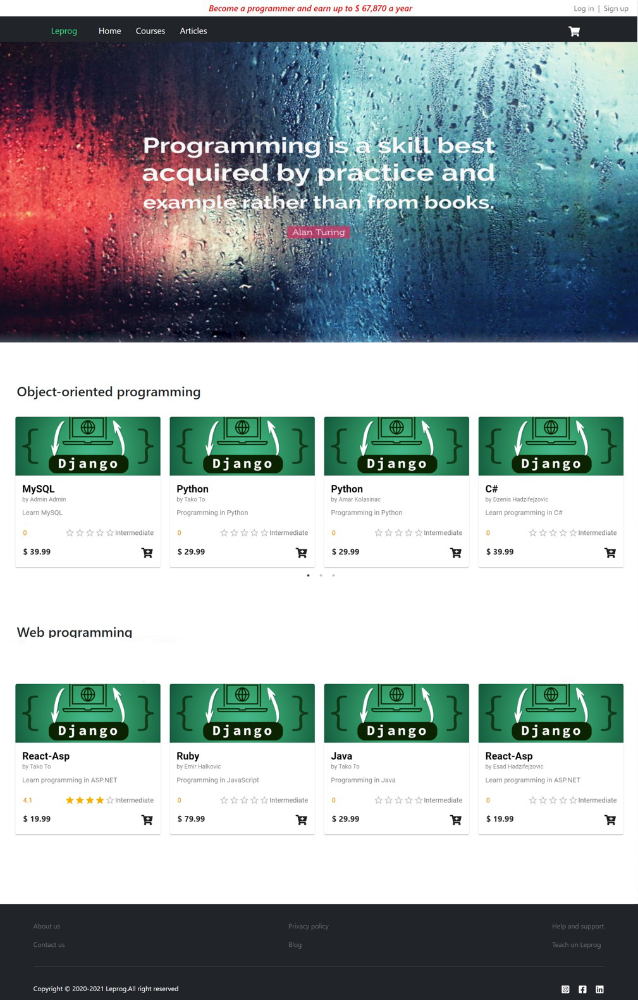 Become a programmer and earn up to $ 67,870 a year
Log in | Sign up
Leprog Home Courses Articles
Programming is a skill best
acquired by practice and
example rather than from books.
Alan Turing
Object-oriented programming
Django
MySQL
by Admin Admin
Learn MySQL
0 Intermediate
$ 39.99
Django
Python
by Tako To
Programming in Python
0 Intermediate
$ 29.99
Django
Python
by Amar Kolasinac
Programming in Python
0 Intermediate
$ 29.99
Django
C#
by Dzenis Hadzifejzovic
Learn programming in C#
0 Intermediate
$ 39.99
Web programming
Django
React-Asp
by Tako To
Learn programming in ASP.NET
4.1 Intermediate
$ 19.99
Django
Ruby
by Emir Halkovic
Programming in JavaScript
0 Intermediate
$ 79.99
Django
Java
by Tako To
Programming in Java
0 Intermediate
$ 29.99
Django
React-Asp
by Esad Hadzifejzovic
Learn programming in ASP.NET
0 Intermediate
$ 19.99
About us
Contact us
Privacy policy
Blog
Help and support
Teach on Leprog
Copyright © 2020-2021 Leprog.All right reserved